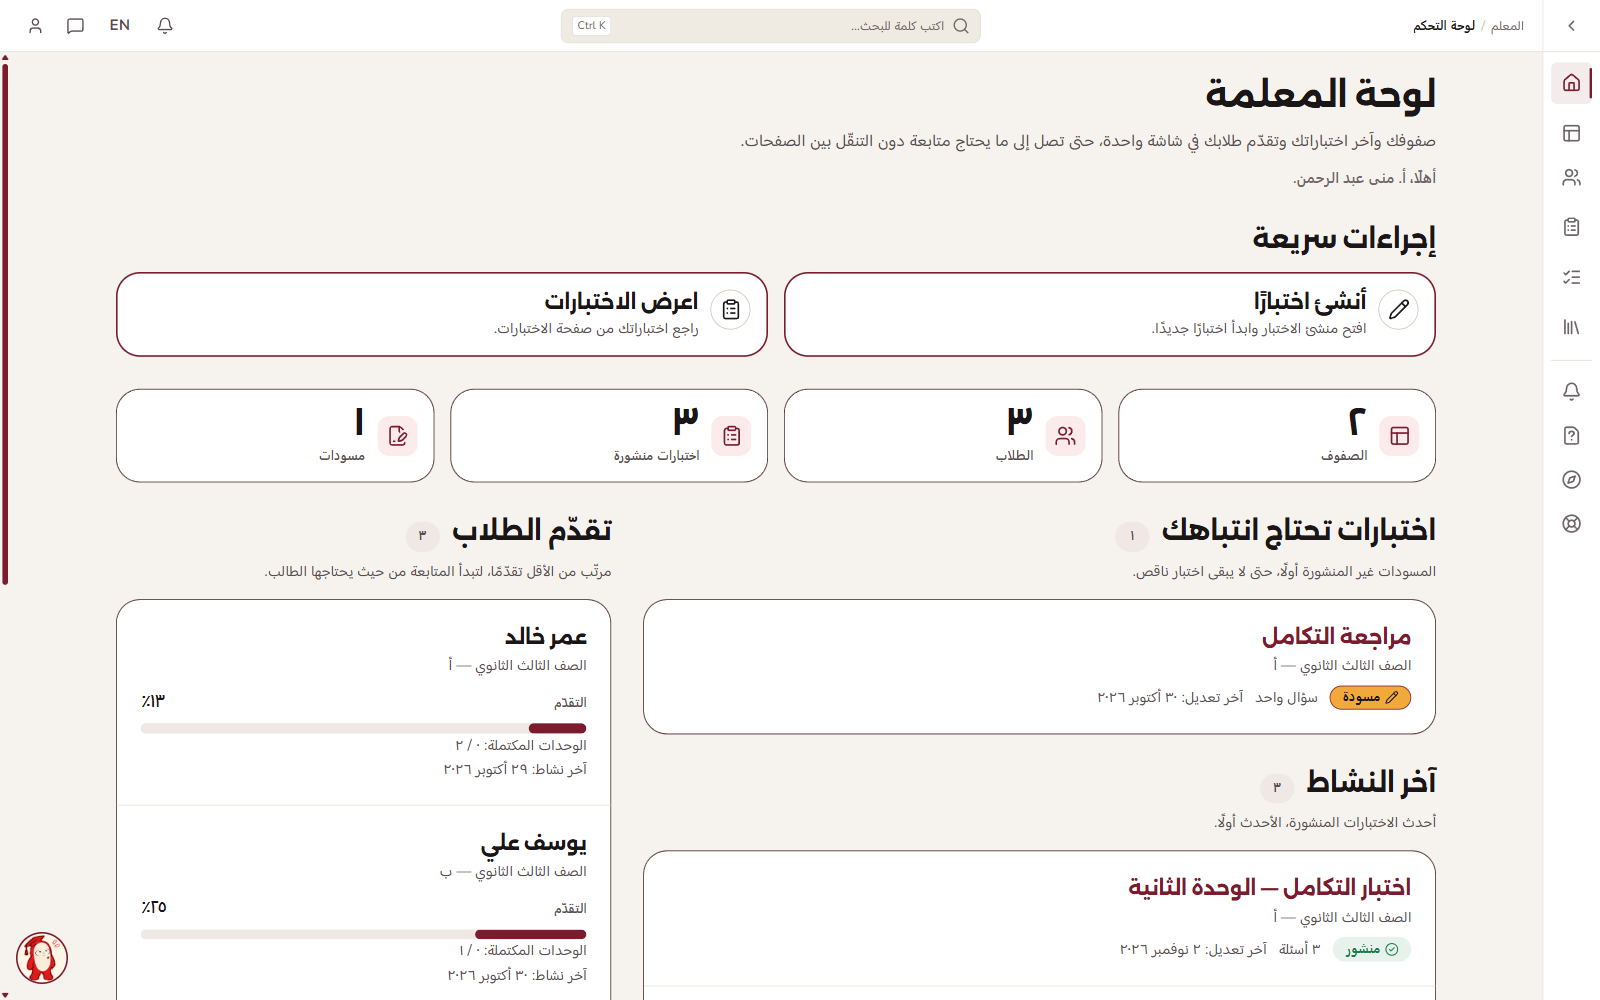 المعلم / لوحة التحكم
اكتب كلمة للبحث...
Ctrl K
EN
لوحة المعلمة
صفوفك وآخر اختباراتك وتقدّم طلابك في شاشة واحدة، حتى تصل إلى ما يحتاج متابعة دون التنقّل بين الصفحات.
أهلًا، أ. منى عبد الرحمن.
إجراءات سريعة
أنشئ اختبارًا
افتح منشئ الاختبار وابدأ اختبارًا جديدًا.
اعرض الاختبارات
راجع اختباراتك من صفحة الاختبارات.
٢
الصفوف
٣
الطلاب
٣
اختبارات منشورة
١
مسودات
اختبارات تحتاج انتباهك ١
المسودات غير المنشورة أولًا، حتى لا يبقى اختبار ناقص.
مراجعة التكامل
الصف الثالث الثانوي — أ
مسودة سؤال واحد آخر تعديل: ٣٠ أكتوبر ٢٠٢٦
آخر النشاط ٣
أحدث الاختبارات المنشورة، الأحدث أولًا.
اختبار التكامل — الوحدة الثانية
الصف الثالث الثانوي — أ
منشور ٣ أسئلة آخر تعديل: ٢ نوفمبر ٢٠٢٦
تقدّم الطلاب ٣
مرتّب من الأقل تقدّمًا، لتبدأ المتابعة من حيث يحتاجها الطالب.
عمر خالد
الصف الثالث الثانوي — أ
التقدّم ١٣٪
الوحدات المكتملة: ٠ / ٢
آخر نشاط: ٢٩ أكتوبر ٢٠٢٦
يوسف علي
الصف الثالث الثانوي — ب
التقدّم ٢٥٪
الوحدات المكتملة: ٠ / ١
آخر نشاط: ٣٠ أكتوبر ٢٠٢٦